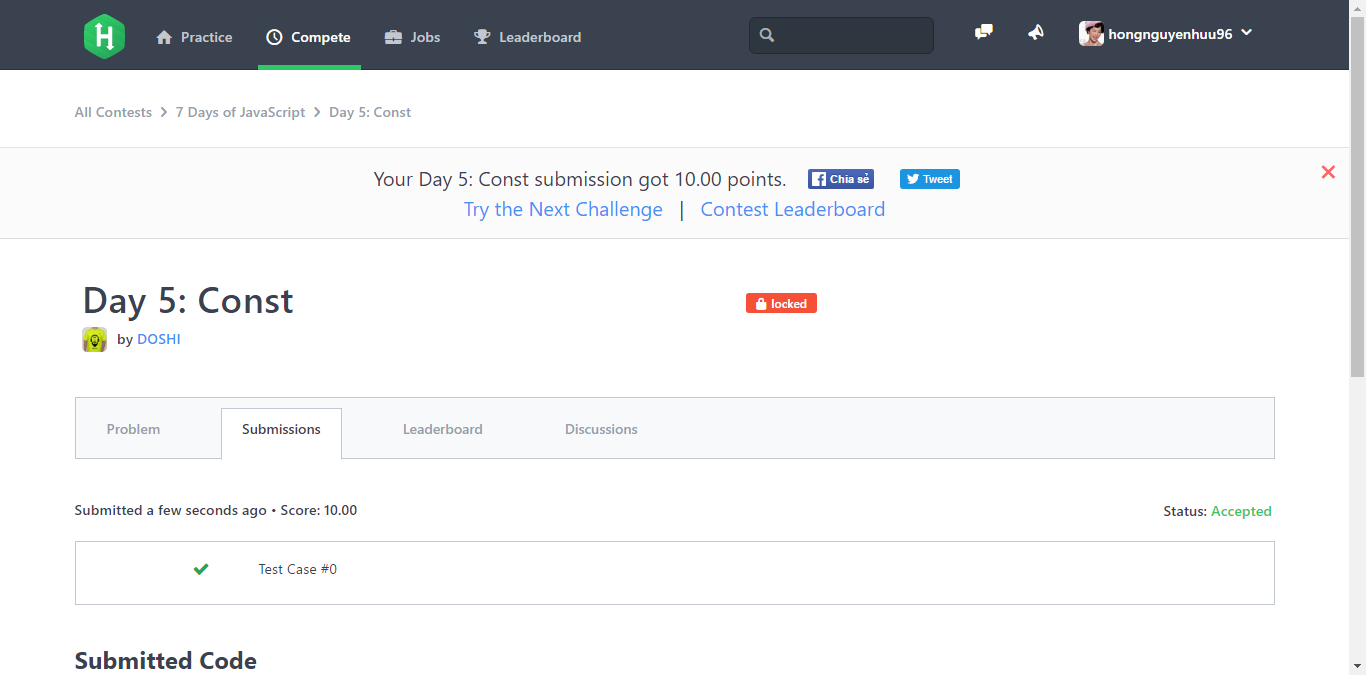 H Practice Compete Jobs Leaderboard hongnguyenhuu96
All Contests > 7 Days of JavaScript > Day 5: Const
Your Day 5: Const submission got 10.00 points. f Chia sẻ Tweet
Try the Next Challenge | Contest Leaderboard
Day 5: Const locked
by DOSHI
Problem Submissions Leaderboard Discussions
Submitted a few seconds ago • Score: 10.00 Status: Accepted
Test Case #0
Submitted Code